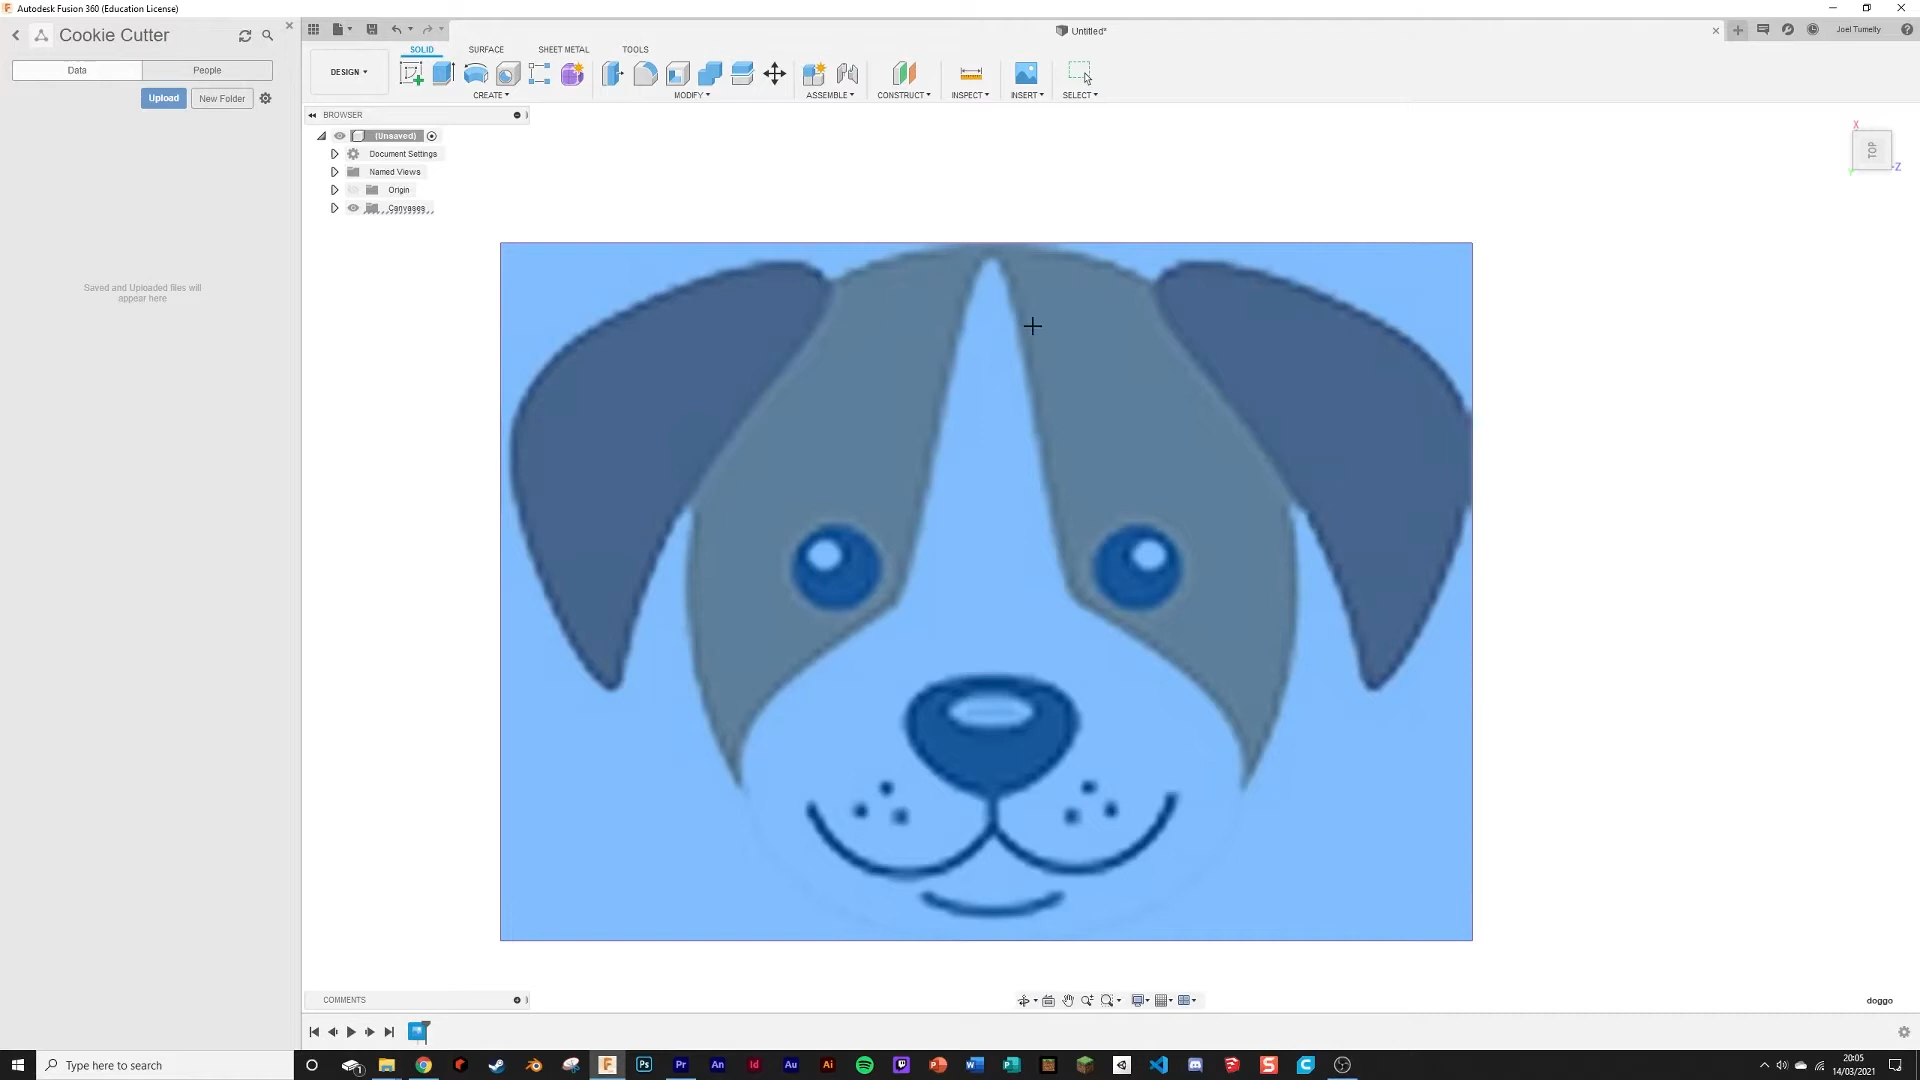 Autodesk Fusion 360 (Education License)
Cookie Cutter
Data People
Upload New Folder
Saved and Uploaded files will
appear here
Untitled*
Joel Tumelty
DESIGN
SOLID SURFACE SHEET METAL TOOLS
CREATE MODIFY ASSEMBLE CONSTRUCT INSPECT INSERT SELECT
BROWSER
(Unsaved)
Document Settings
Named Views
Origin
Canvases
X
TOP
Z
Y
COMMENTS
doggo
Type here to search
20:05
14/03/2021